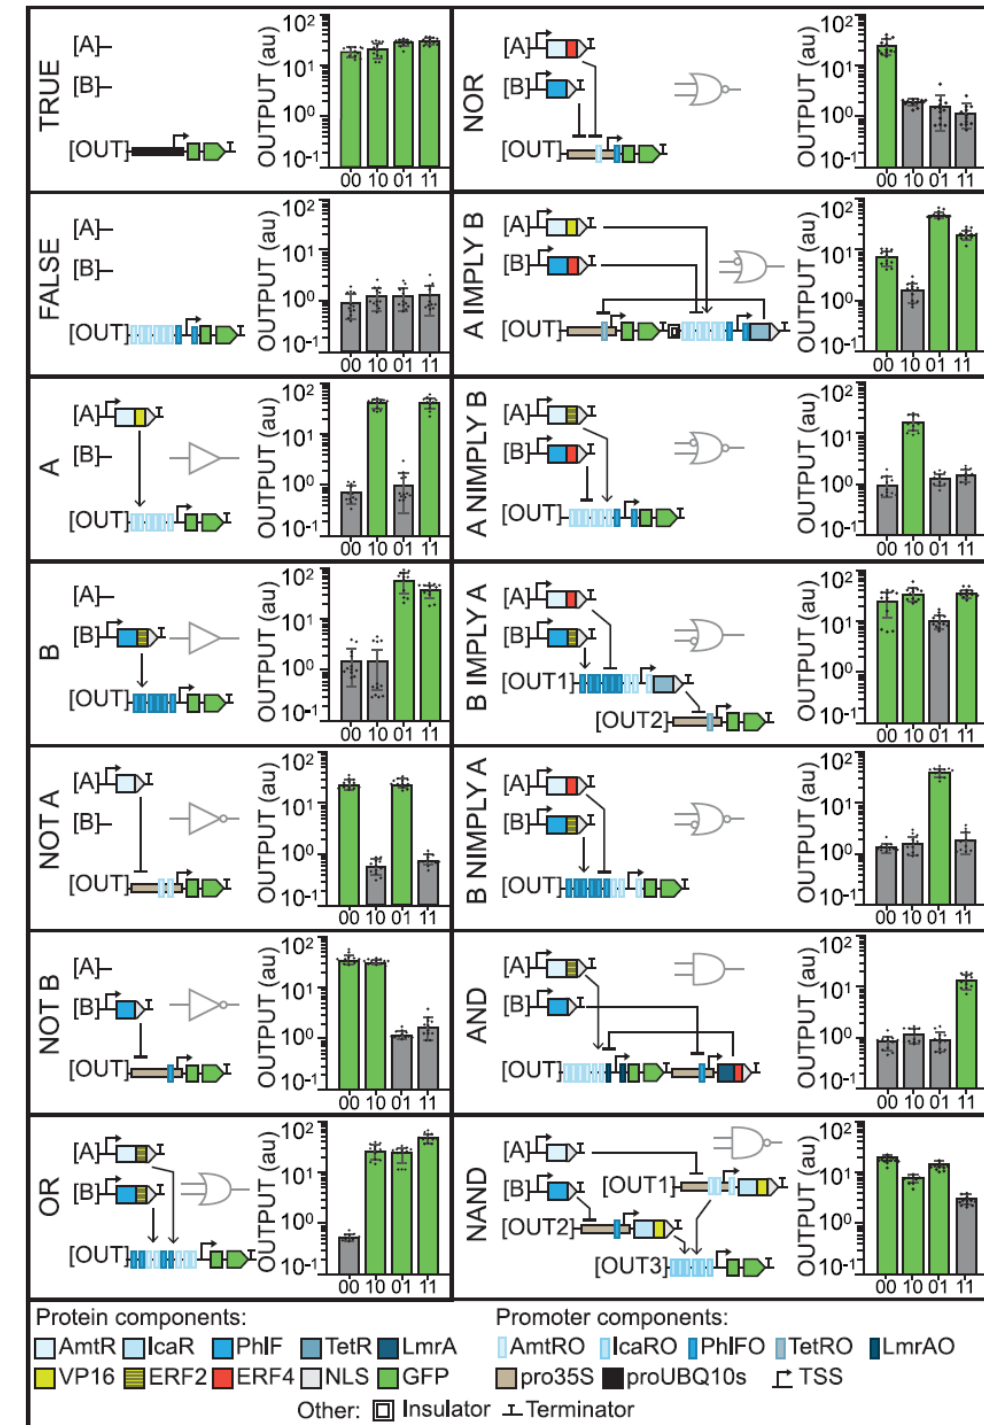 TRUE
[A]
[B]
[OUT]
OUTPUT (au)
10²
10¹
10⁰
10⁻¹
00 10 01 11
NOR
[A]
[B]
[OUT]
OUTPUT (au)
10²
10¹
10⁰
10⁻¹
00 10 01 11
FALSE
[A]
[B]
[OUT]
OUTPUT (au)
10²
10¹
10⁰
10⁻¹
00 10 01 11
A IMPLY B
[A]
[B]
[OUT]
OUTPUT (au)
10²
10¹
10⁰
10⁻¹
00 10 01 11
A
[A]
[B]
[OUT]
OUTPUT (au)
10²
10¹
10⁰
10⁻¹
00 10 01 11
A ANIMPLY B
[A]
[B]
[OUT]
OUTPUT (au)
10²
10¹
10⁰
10⁻¹
00 10 01 11
B
[A]
[B]
[OUT]
OUTPUT (au)
10²
10¹
10⁰
10⁻¹
00 10 01 11
B IMPLY A
[A]
[B]
[OUT1]
[OUT2]
OUTPUT (au)
10²
10¹
10⁰
10⁻¹
00 10 01 11
NOT A
[A]
[B]
[OUT]
OUTPUT (au)
10²
10¹
10⁰
10⁻¹
00 10 01 11
B NIMPLY A
[A]
[B]
[OUT]
OUTPUT (au)
10²
10¹
10⁰
10⁻¹
00 10 01 11
NOT B
[A]
[B]
[OUT]
OUTPUT (au)
10²
10¹
10⁰
10⁻¹
00 10 01 11
AND
[A]
[B]
[OUT]
OUTPUT (au)
10²
10¹
10⁰
10⁻¹
00 10 01 11
OR
[A]
[B]
[OUT]
OUTPUT (au)
10²
10¹
10⁰
10⁻¹
00 10 01 11
NAND
[A]
[B]
[OUT1]
[OUT2]
[OUT3]
OUTPUT (au)
10²
10¹
10⁰
10⁻¹
00 10 01 11
Protein components:
AmtR IcaR PhlF TetR LmrA
VP16 ERF2 ERF4 NLS GFP
Promoter components:
AmtRO IcaRO PhlFO TetRO LmrAO
pro35S proUBQ10s TSS
Other: Insulator Terminator